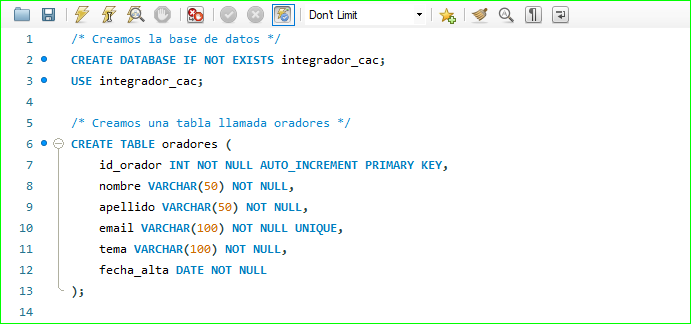 Don't Limit
1 /* Creamos la base de datos */
2 CREATE DATABASE IF NOT EXISTS integrador_cac;
3 USE integrador_cac;
4
5 /* Creamos una tabla llamada oradores */
6 CREATE TABLE oradores (
7 id_orador INT NOT NULL AUTO_INCREMENT PRIMARY KEY,
8 nombre VARCHAR(50) NOT NULL,
9 apellido VARCHAR(50) NOT NULL,
10 email VARCHAR(100) NOT NULL UNIQUE,
11 tema VARCHAR(100) NOT NULL,
12 fecha_alta DATE NOT NULL
13 );
14